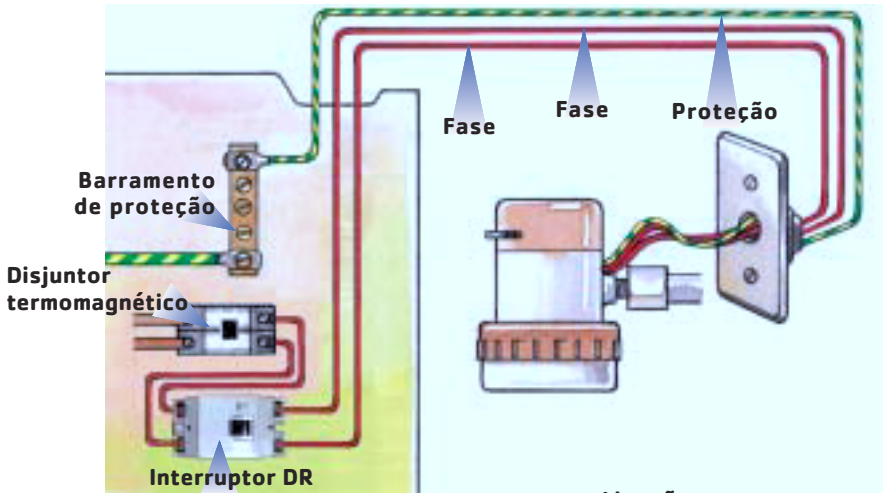 Fase
Fase
Proteção
Barramento
de proteção
Disjuntor
termomagnético
Interruptor DR